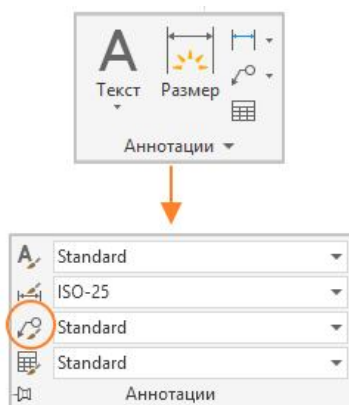 Текст Размер
Аннотации
Standard
ISO-25
Standard
Standard
Аннотации